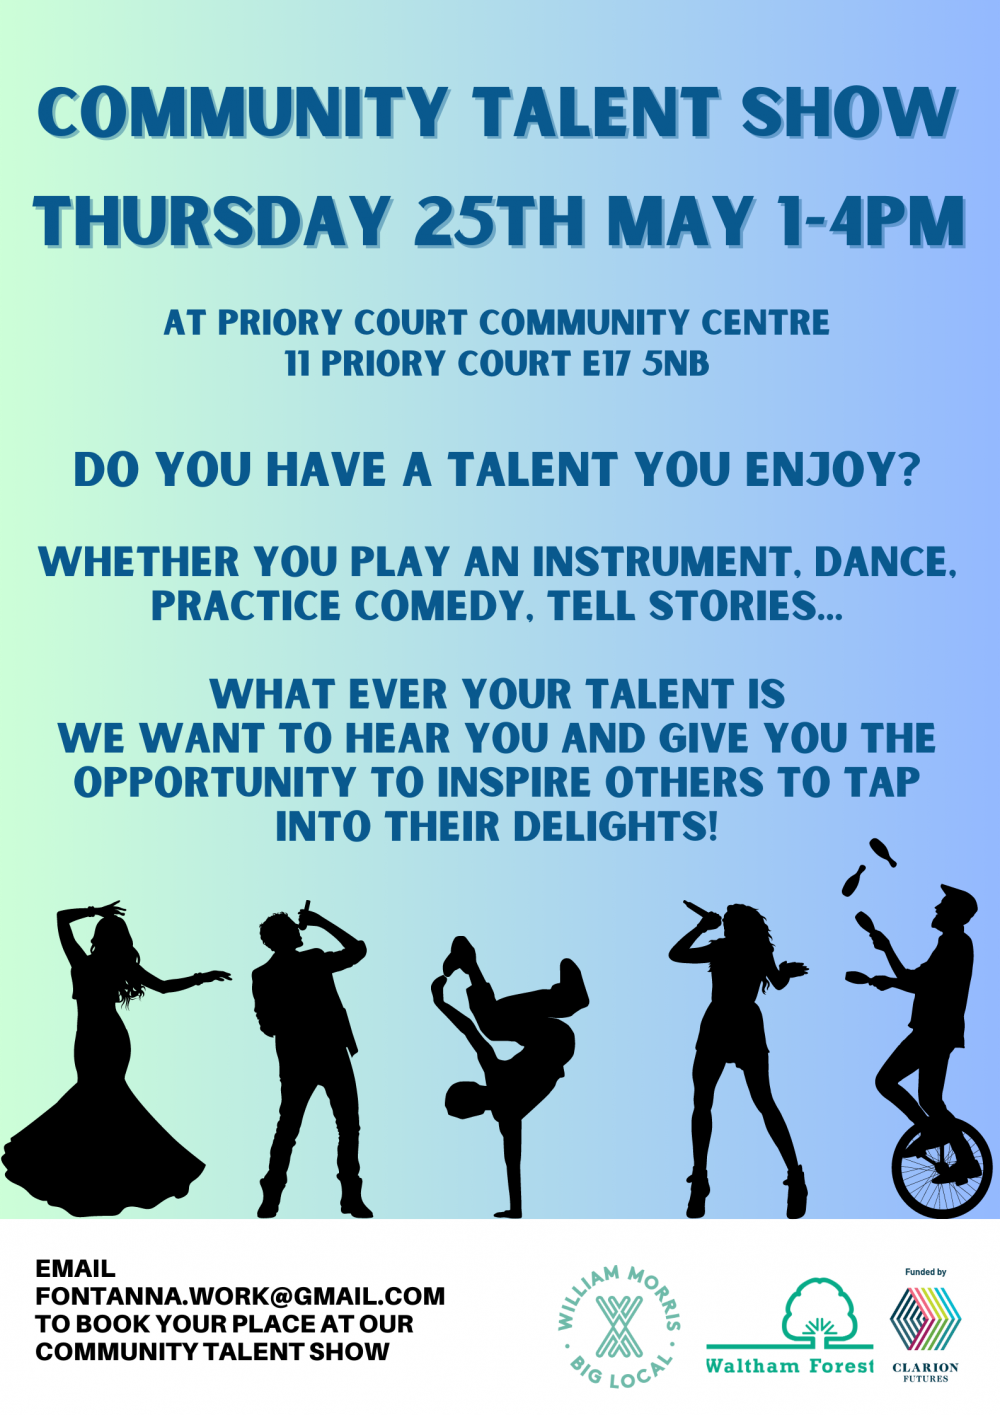 COMMUNITY TALENT SHOW
THURSDAY 25TH MAY 1-4PM
AT PRIORY COURT COMMUNITY CENTRE
11 PRIORY COURT E17 5NB
DO YOU HAVE A TALENT YOU ENJOY?
WHETHER YOU PLAY AN INSTRUMENT, DANCE,
PRACTICE COMEDY, TELL STORIES...
WHAT EVER YOUR TALENT IS
WE WANT TO HEAR YOU AND GIVE YOU THE
OPPORTUNITY TO INSPIRE OTHERS TO TAP
INTO THEIR DELIGHTS!
EMAIL
FONTANNA.WORK@GMAIL.COM
TO BOOK YOUR PLACE AT OUR
COMMUNITY TALENT SHOW
WILLIAM MORRIS
· BIG LOCAL ·
Waltham Forest
Funded by
CLARION
FUTURES